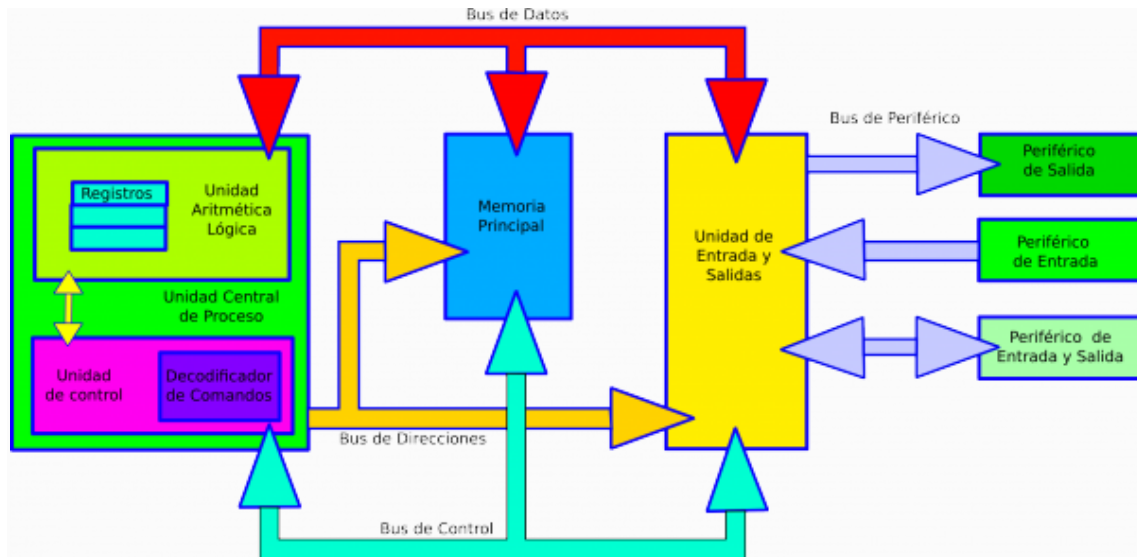 Bus de Datos
Bus de Periférico
Periférico
de Salida
Registros
Unidad
Aritmética
Lógica
Memoria
Principal
Unidad de
Entrada y
Salidas
Periférico
de Entrada
Unidad Central
de Proceso
Periférico de
Entrada y Salida
Unidad
de control
Decodificador
de Comandos
Bus de Direcciones
Bus de Control